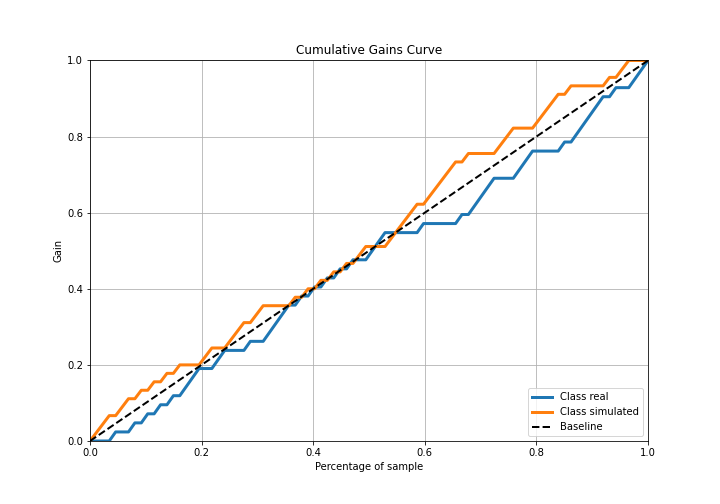 Cumulative Gains Curve
1.0
0.8
0.6
0.4
0.2
0.0
Gain
0.0 0.2 0.4 0.6 0.8 1.0
Percentage of sample
Class real
Class simulated
Baseline